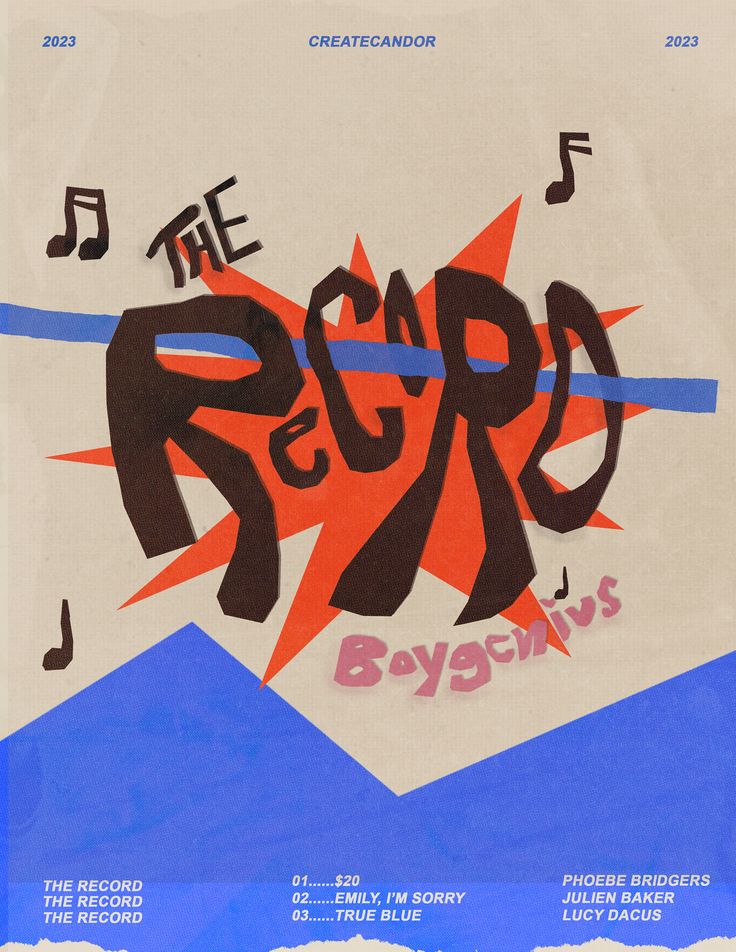 2023 CREATECANDOR 2023
THE
ReCORD
Boygenius
THE RECORD 01......$20 PHOEBE BRIDGERS
THE RECORD 02......EMILY, I'M SORRY JULIEN BAKER
THE RECORD 03......TRUE BLUE LUCY DACUS